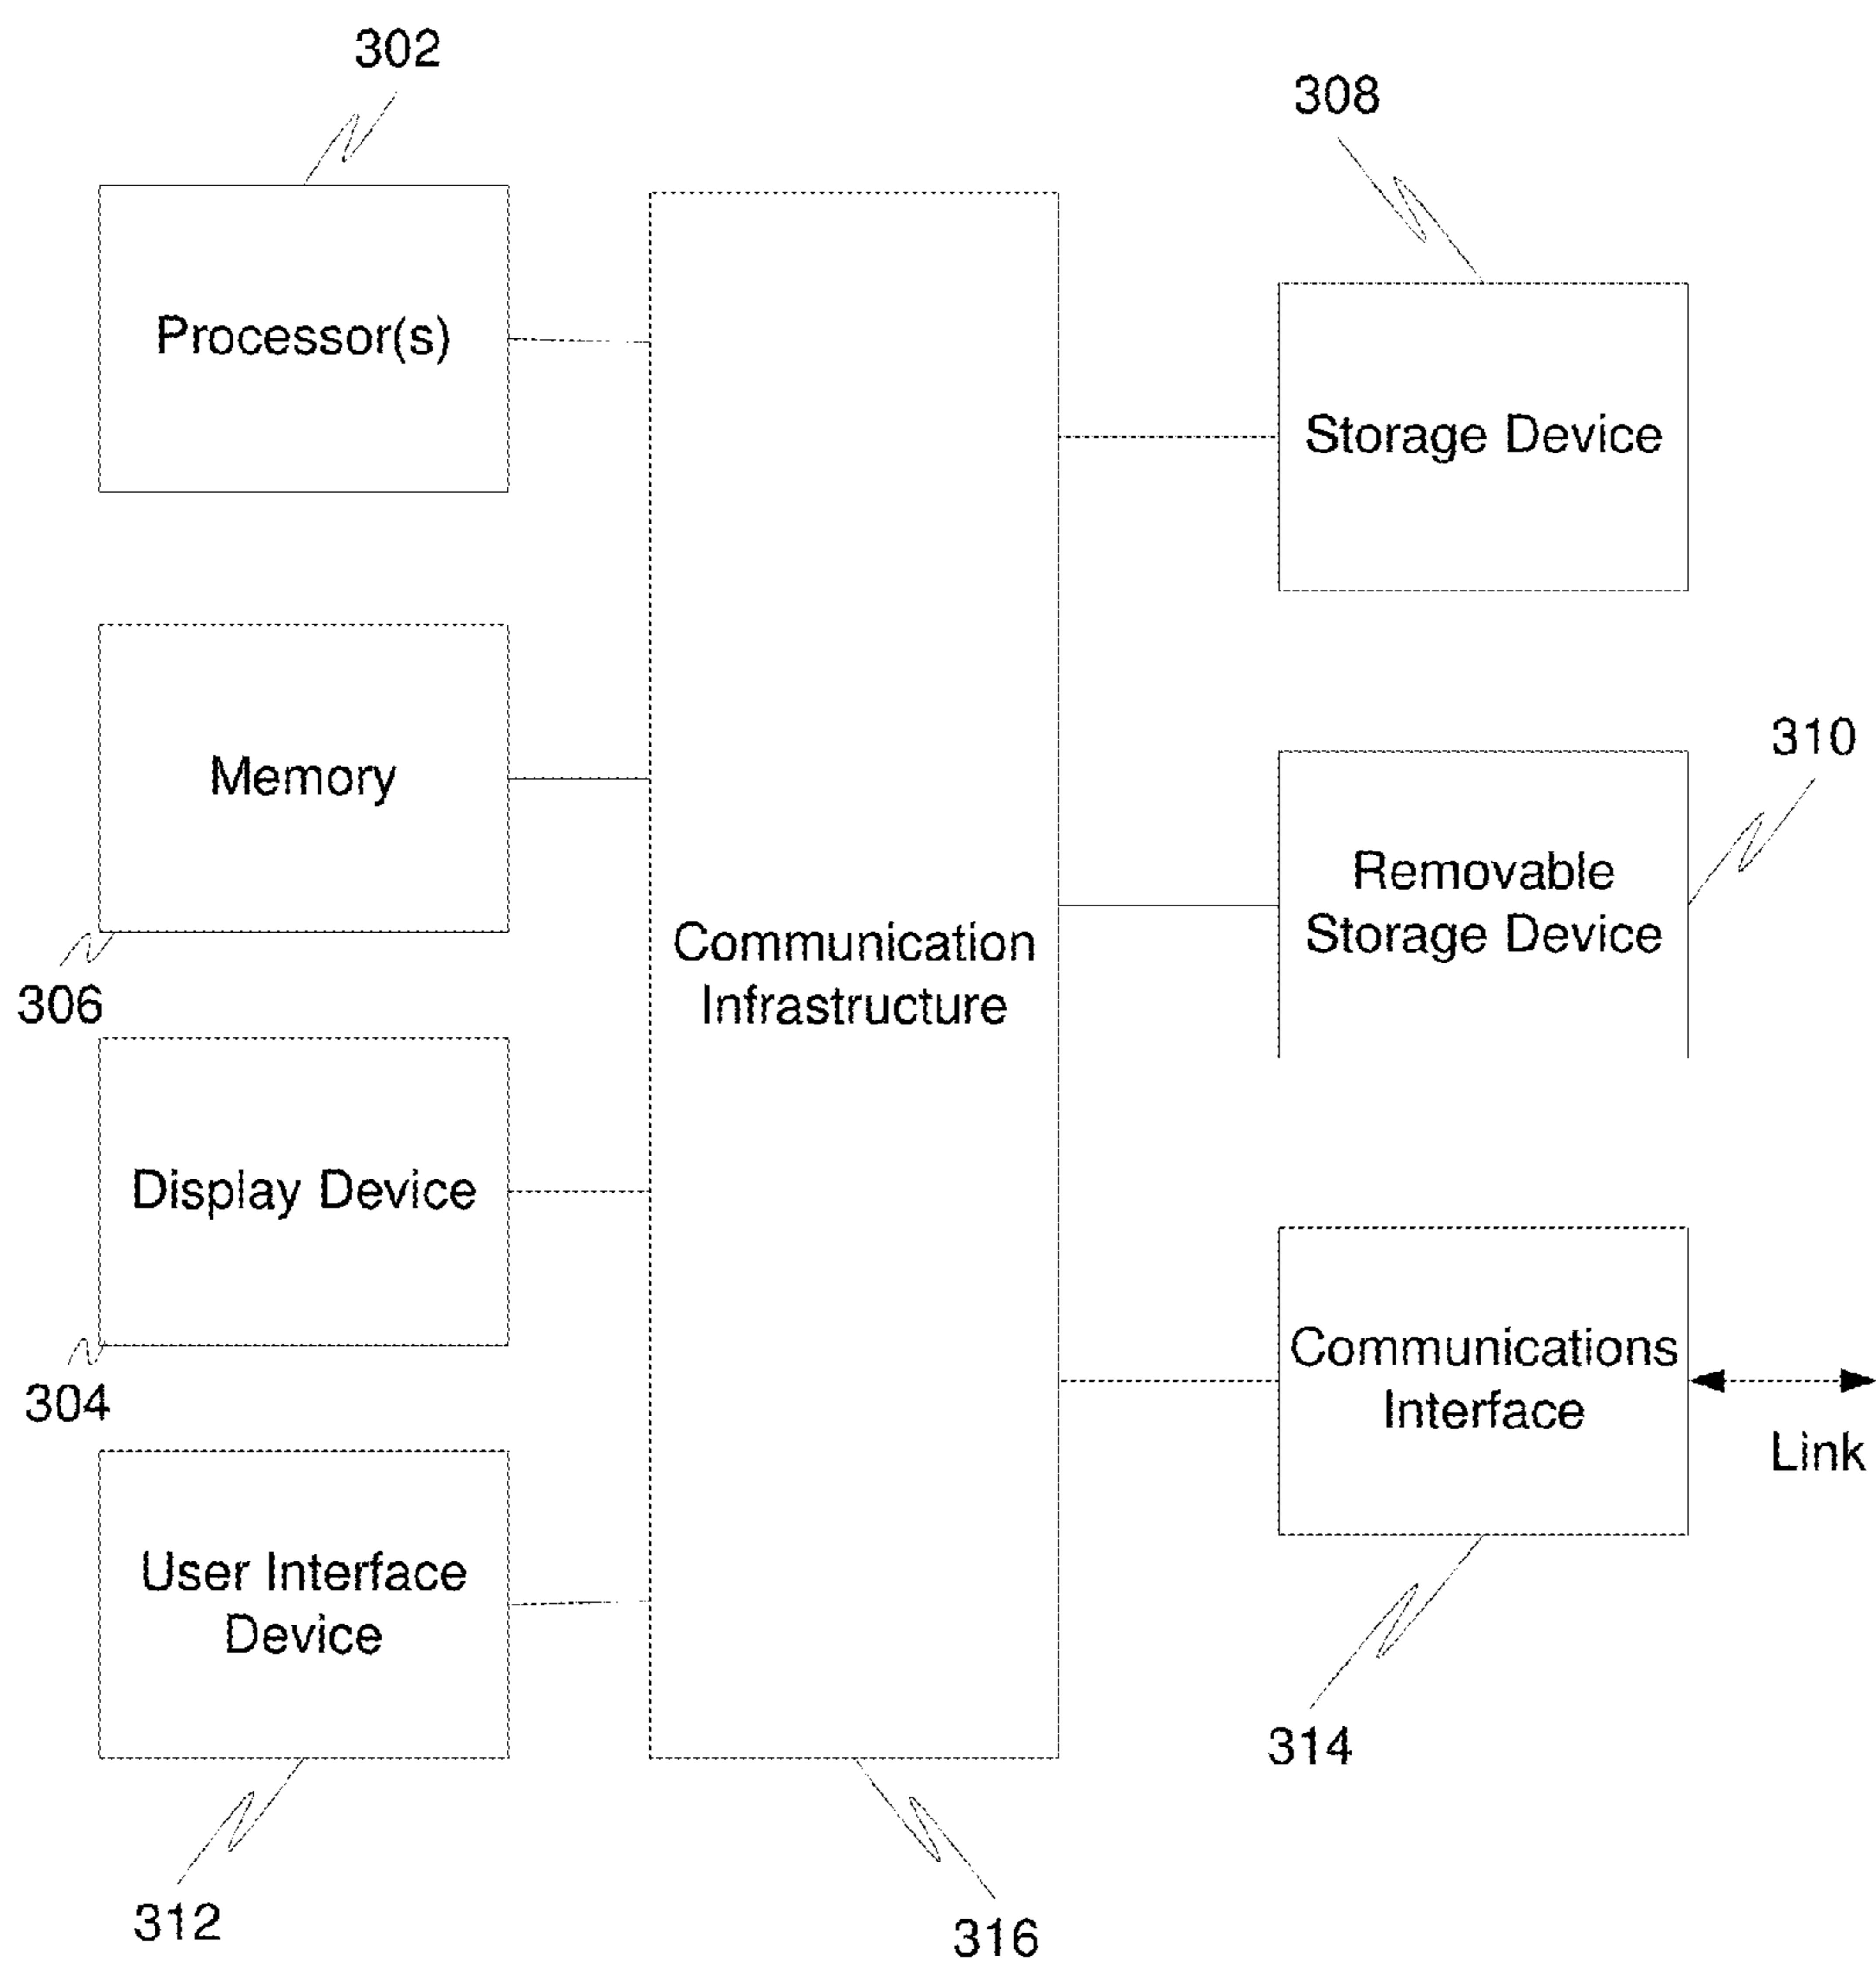 302
308
Processor(s)
Storage Device
310
Memory
Removable
Storage Device
306
Communication
Infrastructure
Display Device
304
Communications
Interface
Link
User Interface
Device
314
312
316